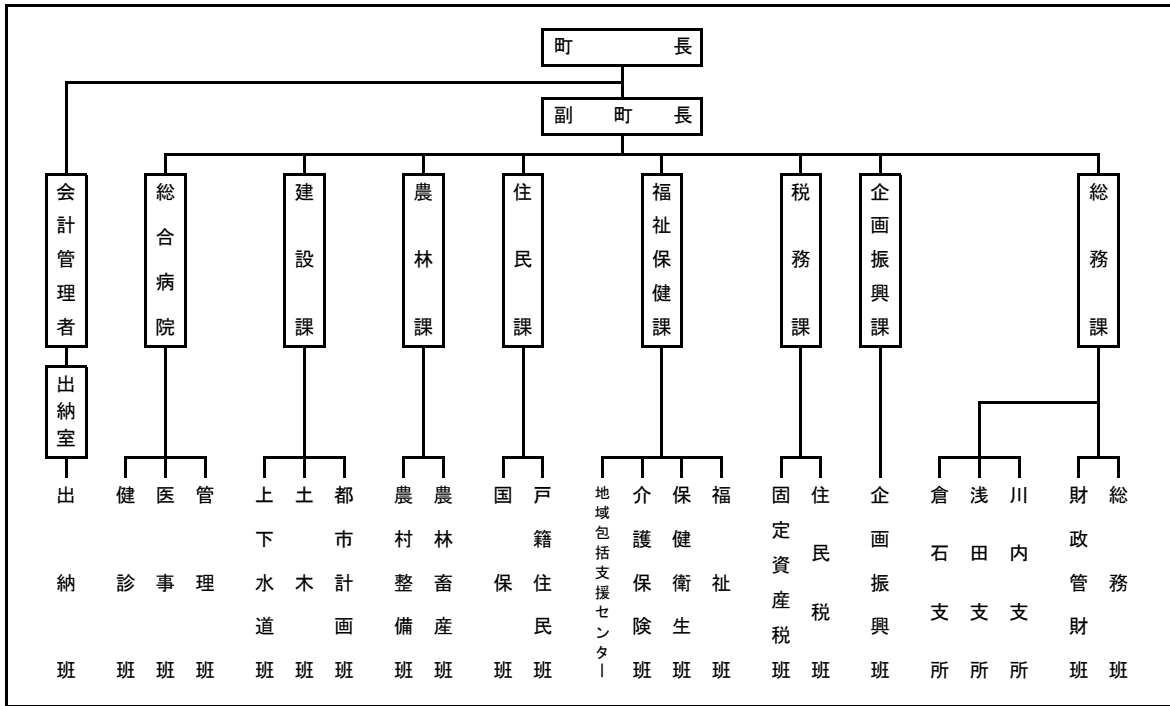 町長
副町長
総務課
企画振興課
税務課
福祉保健課
住民課
農林課
建設課
総合病院
会計管理者
出納室
総務班
財政管財班
川内支所
浅田支所
倉石支所
企画振興班
住民税班
固定資産税班
福祉班
保健衛生班
介護保険班
地域包括支援センター
戸籍住民班
国保班
農林畜産班
農村整備班
都市計画班
土木班
上下水道班
管理班
医事班
健診班
出納班